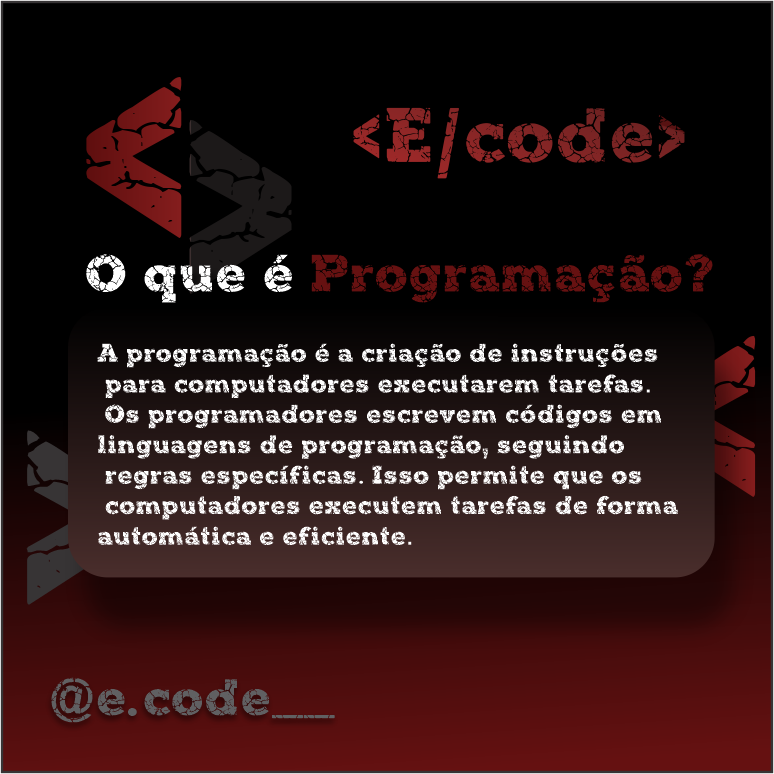 <E/code>
O que é Programação?
A programação é a criação de instruções
para computadores executarem tarefas.
Os programadores escrevem códigos em
linguagens de programação, seguindo
regras específicas. Isso permite que os
computadores executem tarefas de forma
automática e eficiente.
@e.code__